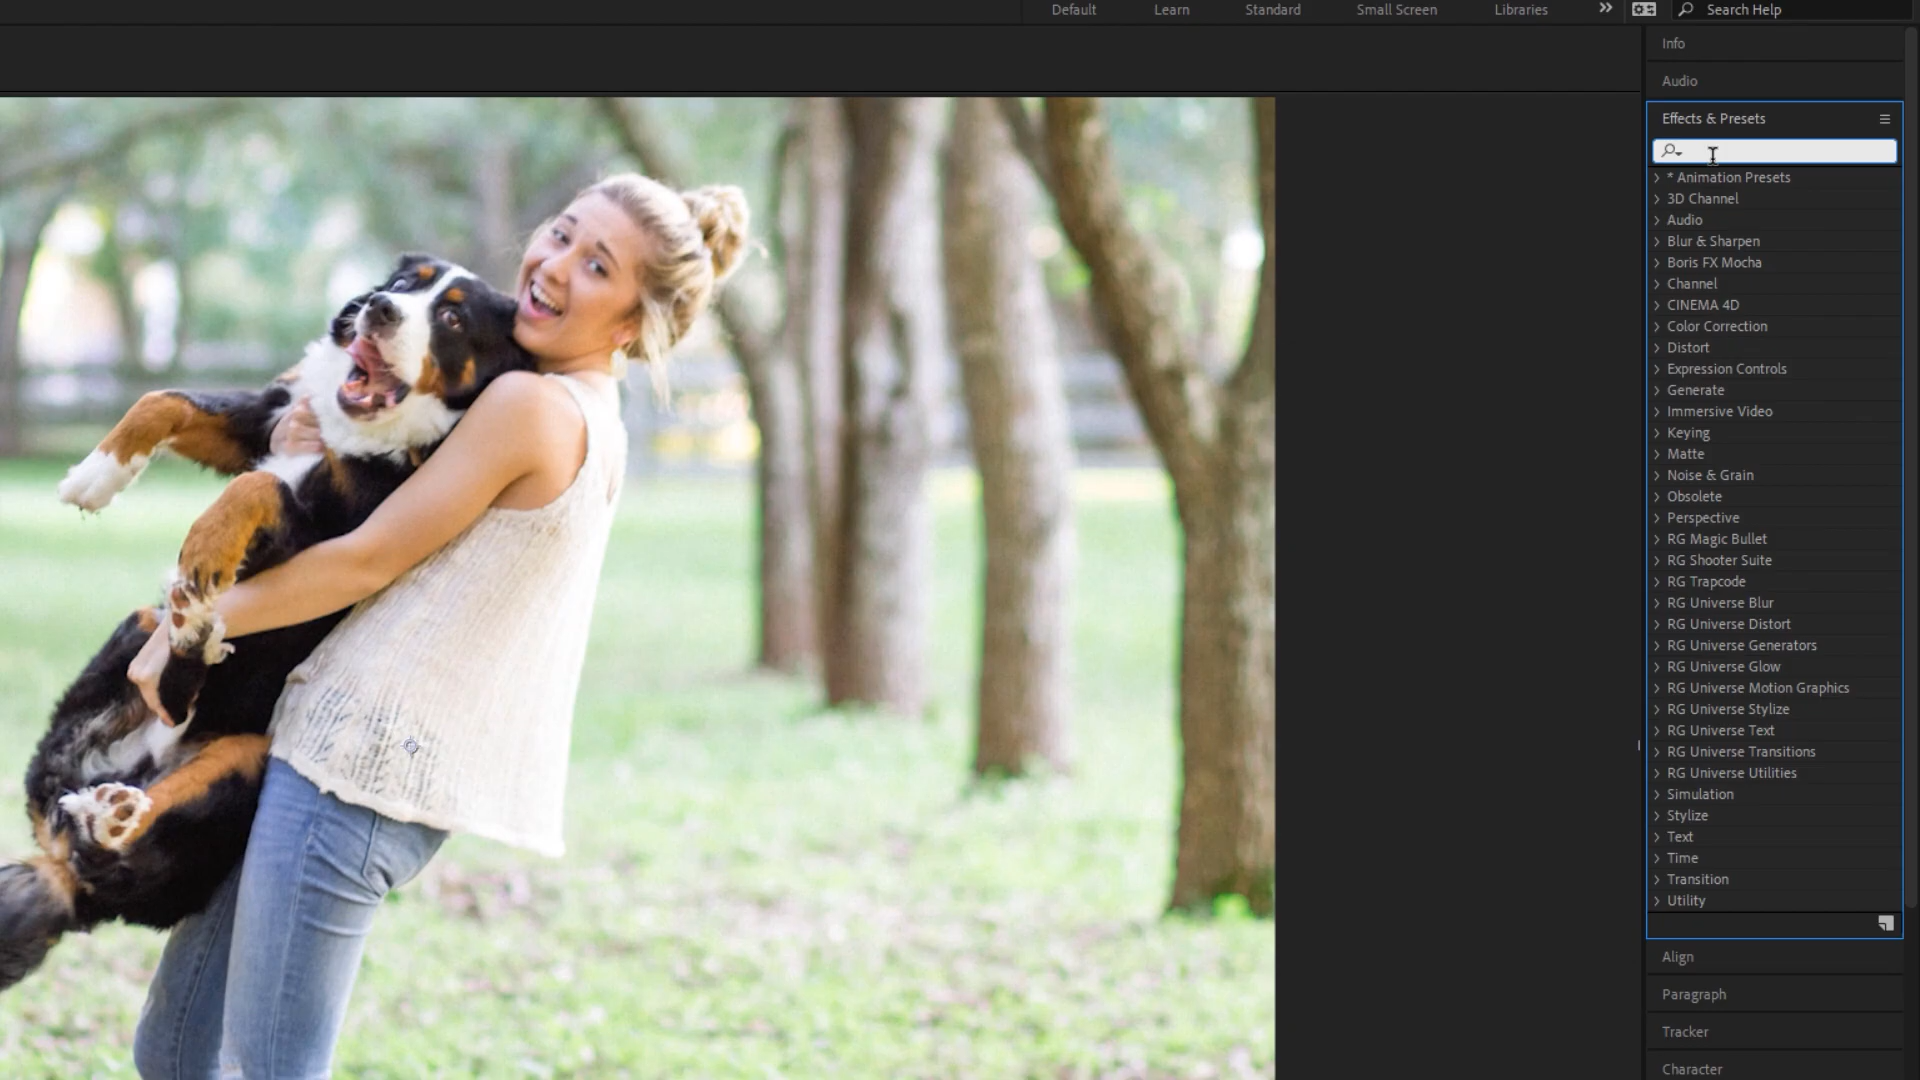 Default Learn Standard Small Screen Libraries Search Help
Info
Audio
Effects & Presets
* Animation Presets
3D Channel
Audio
Blur & Sharpen
Boris FX Mocha
Channel
CINEMA 4D
Color Correction
Distort
Expression Controls
Generate
Immersive Video
Keying
Matte
Noise & Grain
Obsolete
Perspective
RG Magic Bullet
RG Shooter Suite
RG Trapcode
RG Universe Blur
RG Universe Distort
RG Universe Generators
RG Universe Glow
RG Universe Motion Graphics
RG Universe Stylize
RG Universe Text
RG Universe Transitions
RG Universe Utilities
Simulation
Stylize
Text
Time
Transition
Utility
Align
Paragraph
Tracker
Character